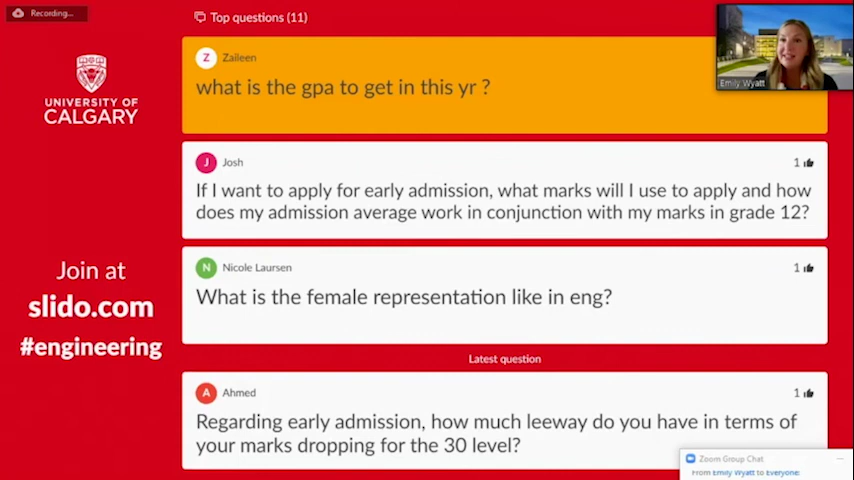 Recording...
Top questions (11)
Z Zaileen
what is the gpa to get in this yr ?
Emily Wyatt
UNIVERSITY OF
CALGARY
J Josh 1
If I want to apply for early admission, what marks will I use to apply and how
does my admission average work in conjunction with my marks in grade 12?
N Nicole Laursen 1
What is the female representation like in eng?
Join at
slido.com
#engineering
Latest question
A Ahmed 1
Regarding early admission, how much leeway do you have in terms of
your marks dropping for the 30 level?
Zoom Group Chat
From Emily Wyatt to Everyone: